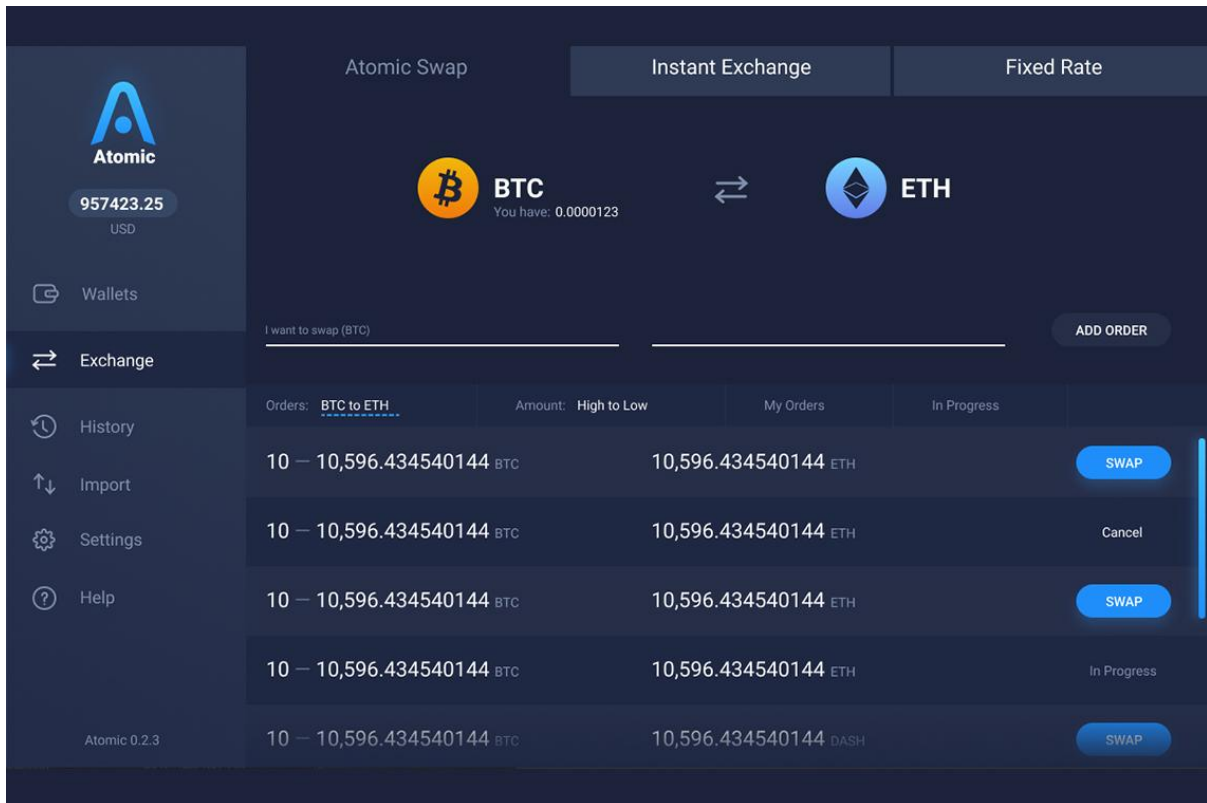 Atomic
957423.25
USD
Wallets
Exchange
History
Import
Settings
Help
Atomic 0.2.3
Atomic Swap
Instant Exchange
Fixed Rate
BTC
You have: 0.0000123
ETH
I want to swap (BTC)
ADD ORDER
Orders: BTC to ETH Amount: High to Low My Orders In Progress
10 — 10,596.434540144 BTC 10,596.434540144 ETH SWAP
10 — 10,596.434540144 BTC 10,596.434540144 ETH Cancel
10 — 10,596.434540144 BTC 10,596.434540144 ETH SWAP
10 — 10,596.434540144 BTC 10,596.434540144 ETH In Progress
10 — 10,596.434540144 BTC 10,596.434540144 DASH SWAP